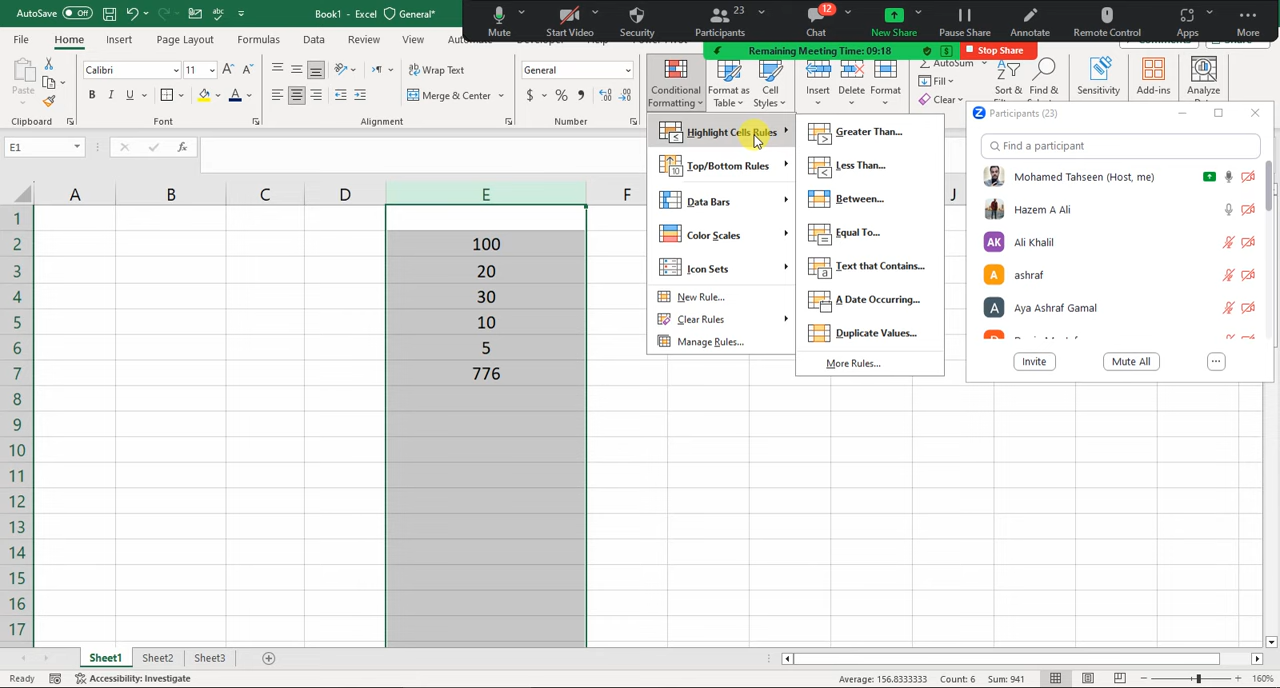 AutoSave Off Book1 - Excel General*
12
23
Mute Start Video Security Participants Chat New Share Pause Share Annotate Remote Control Apps More
Remaining Meeting Time: 09:18 Stop Share
File Home Insert Page Layout Formulas Data Review View
Calibri 11
Wrap Text
General
AutoSum
Fill
Clear
Paste
B I U
Merge & Center
$ % 9
Conditional Formatting
Format as Table
Cell Styles
Insert Delete Format
Sort & Find &
Sensitivity Add-ins Analyze Data
Clipboard Font Alignment Number
E1 fx
Highlight Cells Rules
Top/Bottom Rules
Data Bars
Color Scales
Icon Sets
New Rule...
Clear Rules
Manage Rules...
Greater Than...
Less Than...
Between...
Equal To...
Text that Contains...
A Date Occurring...
Duplicate Values...
More Rules...
Participants (23)
Find a participant
Mohamed Tahseen (Host, me)
Hazem A Ali
AK Ali Khalil
A ashraf
A Aya Ashraf Gamal
Invite Mute All ...
A B C D E F J
1
2 100
3 20
4 30
5 10
6 5
7 776
8
9
10
11
12
13
14
15
16
17
Sheet1 Sheet2 Sheet3
Ready Accessibility: Investigate Average: 156.8333333 Count: 6 Sum: 941 160%